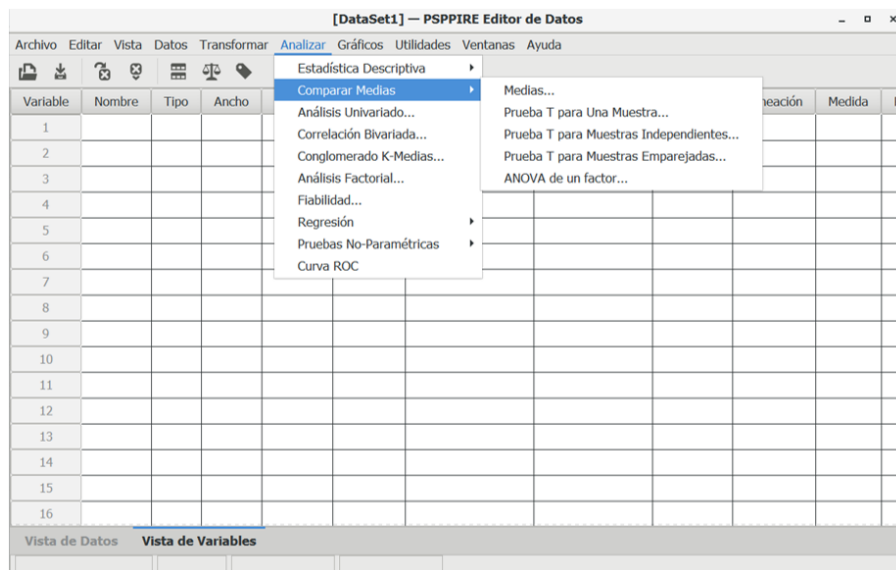 [DataSet1] — PSPPIRE Editor de Datos
Archivo Editar Vista Datos Transformar Analizar Gráficos Utilidades Ventanas Ayuda
Estadística Descriptiva
Comparar Medias
Análisis Univariado...
Correlación Bivariada...
Conglomerado K-Medias...
Análisis Factorial...
Fiabilidad...
Regresión
Pruebas No-Paramétricas
Curva ROC
Medias...
Prueba T para Una Muestra...
Prueba T para Muestras Independientes...
Prueba T para Muestras Emparejadas...
ANOVA de un factor...
Variable Nombre Tipo Ancho neación Medida
1
2
3
4
5
6
7
8
9
10
11
12
13
14
15
16
Vista de Datos Vista de Variables